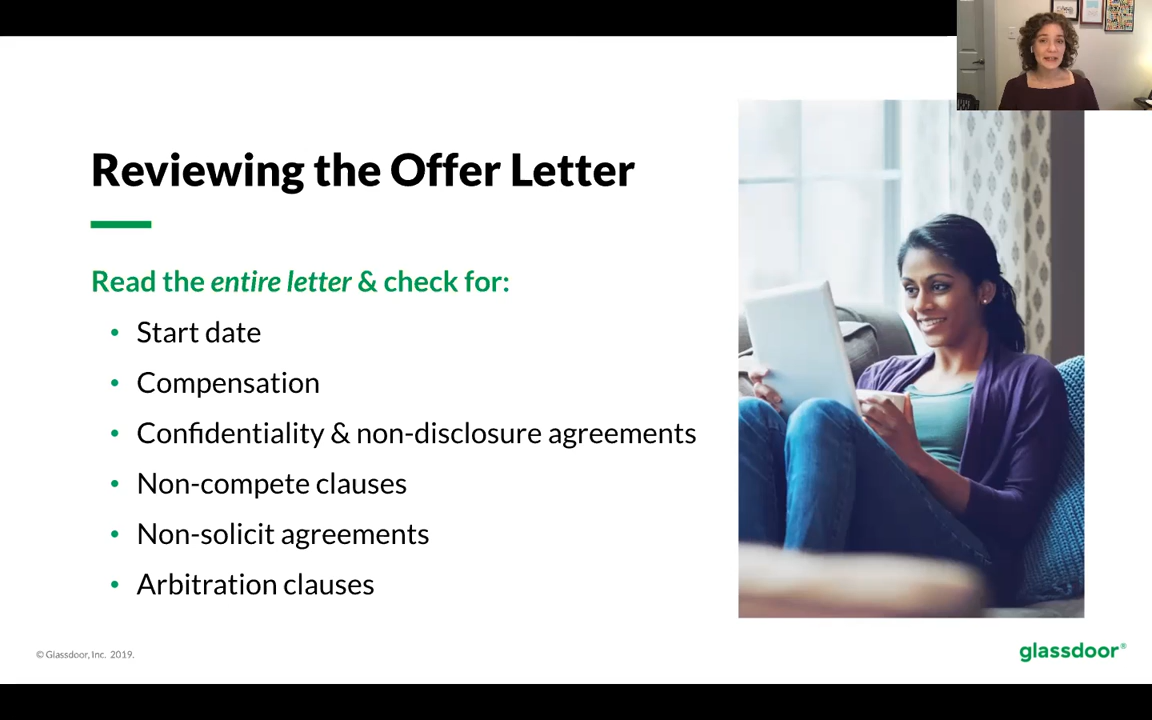 Reviewing the Offer Letter
Read the entire letter & check for:
• Start date
• Compensation
• Confidentiality & non-disclosure agreements
• Non-compete clauses
• Non-solicit agreements
• Arbitration clauses
© Glassdoor, Inc. 2019.
glassdoor®